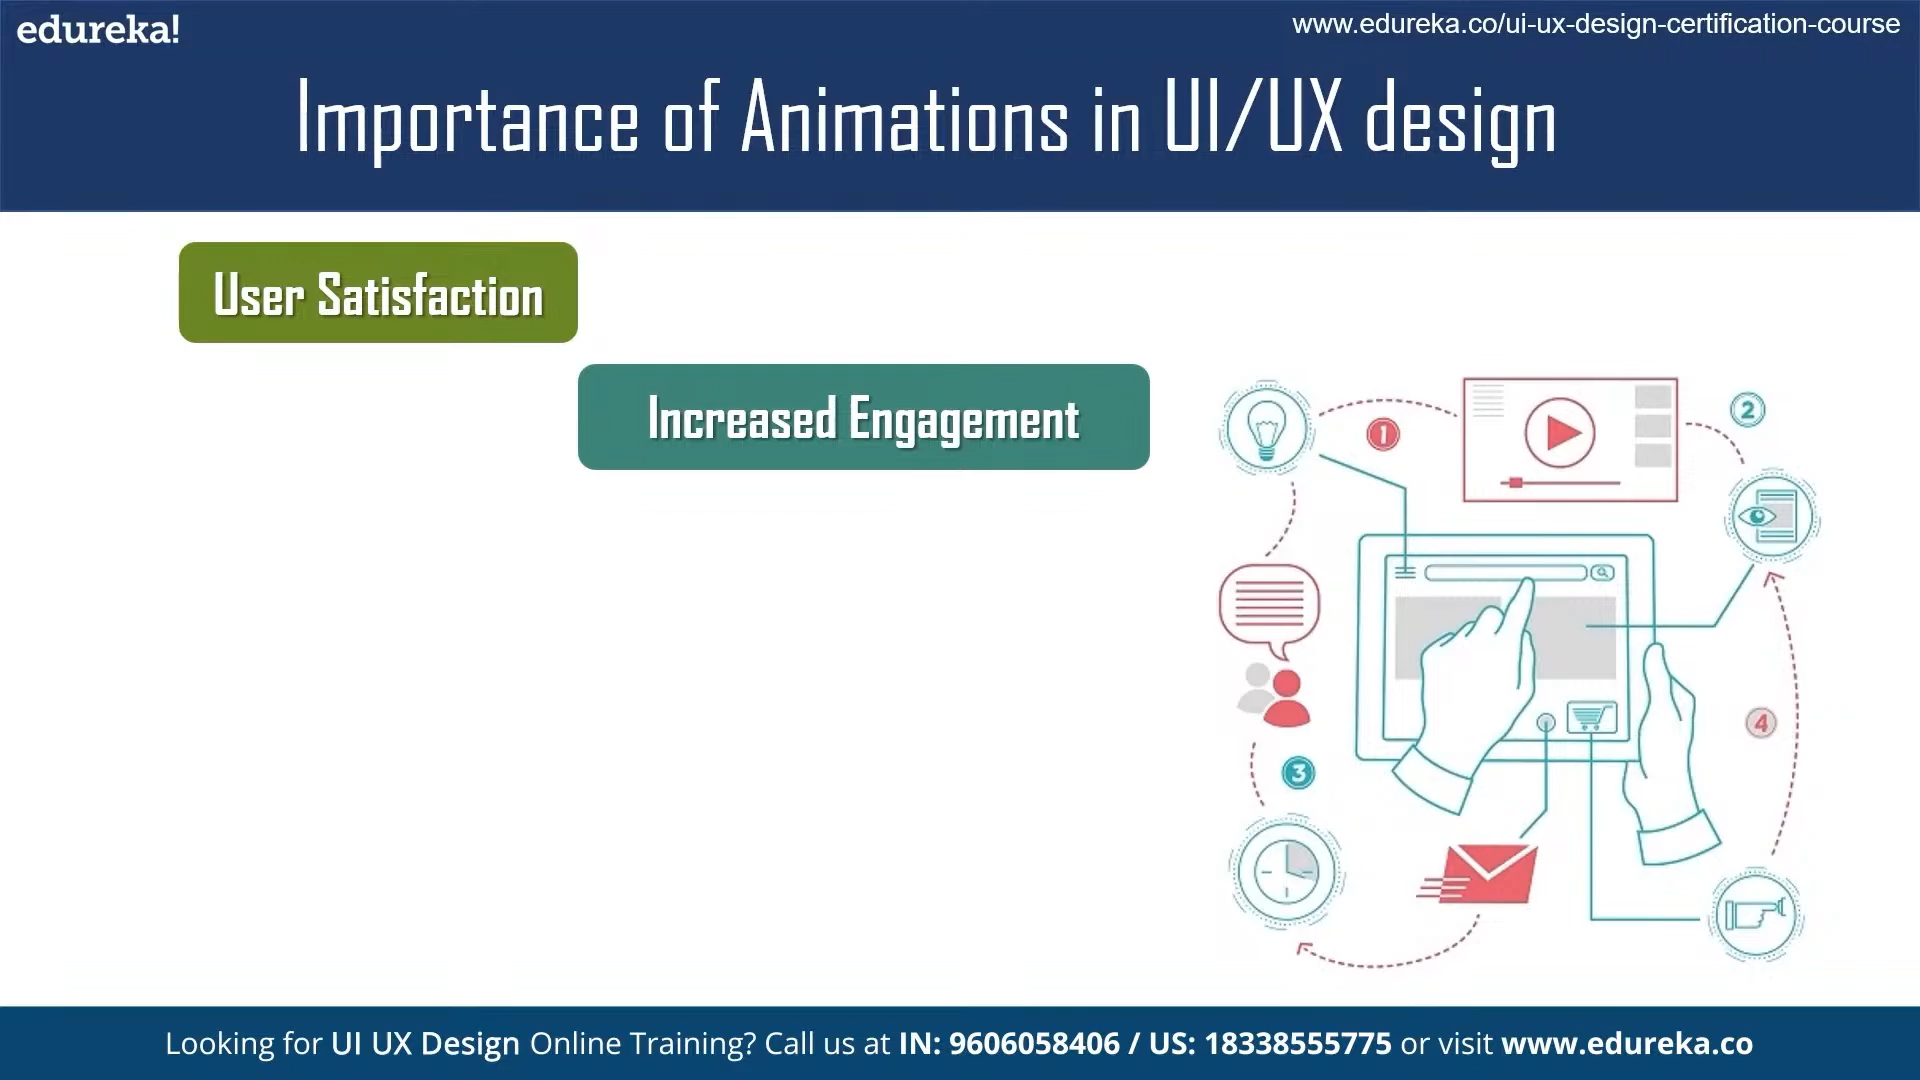 edureka!
www.edureka.co/ui-ux-design-certification-course
Importance of Animations in UI/UX design
User Satisfaction
Increased Engagement
1
2
3
4
Looking for UI UX Design Online Training? Call us at IN: 9606058406 / US: 18338555775 or visit www.edureka.co